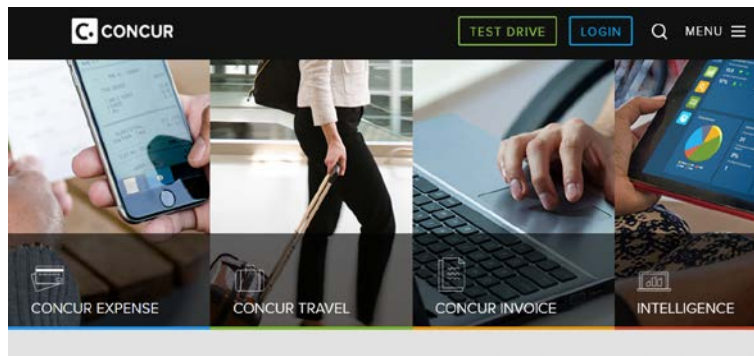 C. CONCUR
TEST DRIVE
LOGIN
MENU
CONCUR EXPENSE
CONCUR TRAVEL
CONCUR INVOICE
INTELLIGENCE